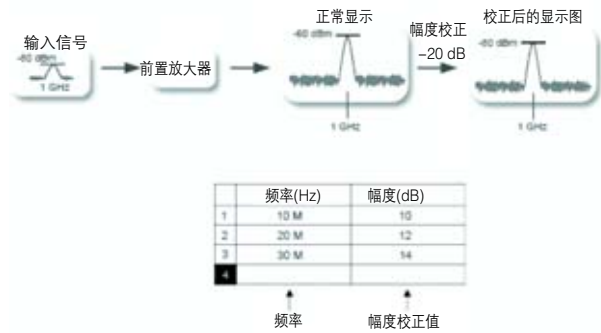 输入信号
-80 dBm
1 GHz
前置放大器
正常显示
-60 dBm
1 GHz
幅度校正
-20 dB
校正后的显示图
-80 dBm
1 GHz
频率(Hz) 幅度(dB)
1 10 M 10
2 20 M 12
3 30 M 14
4
频率 幅度校正值